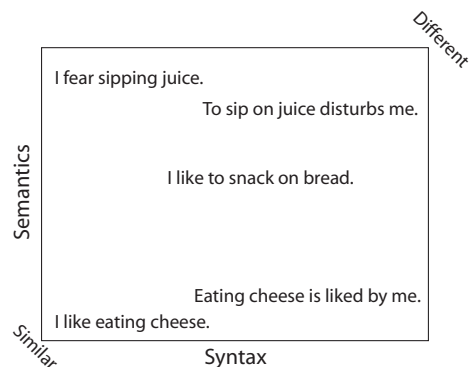 Different
I fear sipping juice.
To sip on juice disturbs me.
I like to snack on bread.
Semantics
Eating cheese is liked by me.
I like eating cheese.
Similar
Syntax